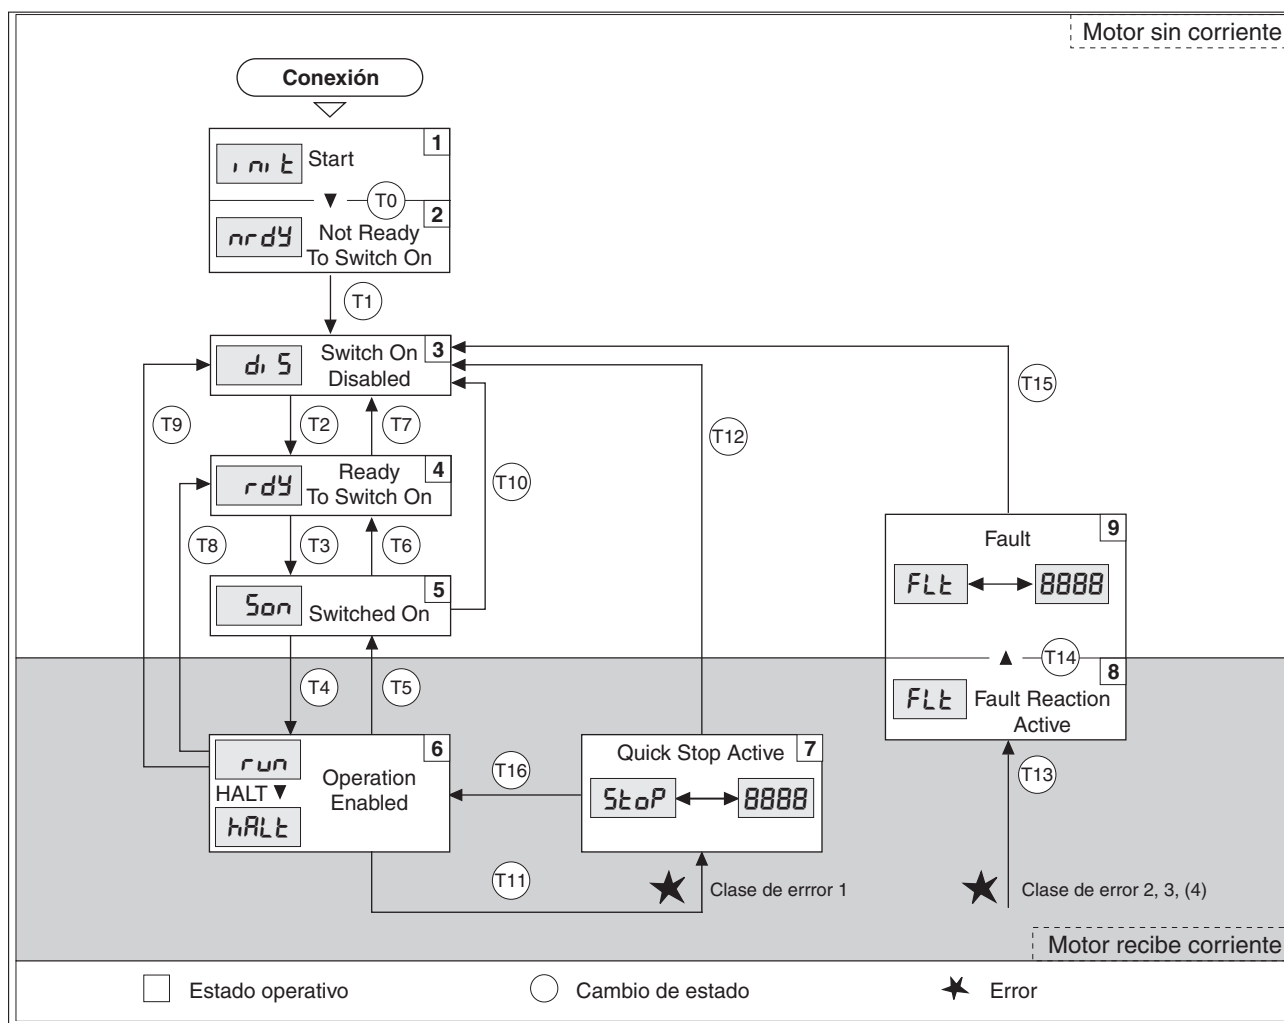 Motor sin corriente
Conexión
1
init Start
T0
2
nrdy Not Ready
To Switch On
T1
diS Switch On
Disabled
3
T15
T9
T2
T7
T12
rdy Ready
To Switch On
4
T10
T8
T3
T6
Son Switched On
5
Fault
9
FLt
8888
T4
T5
T14
8
FLt Fault Reaction
Active
run
HALT
hALt
Operation
Enabled
6
T16
Quick Stop Active
7
StoP
8888
T13
T11
Clase de errror 1
Clase de error 2, 3, (4)
Motor recibe corriente
Estado operativo
Cambio de estado
Error